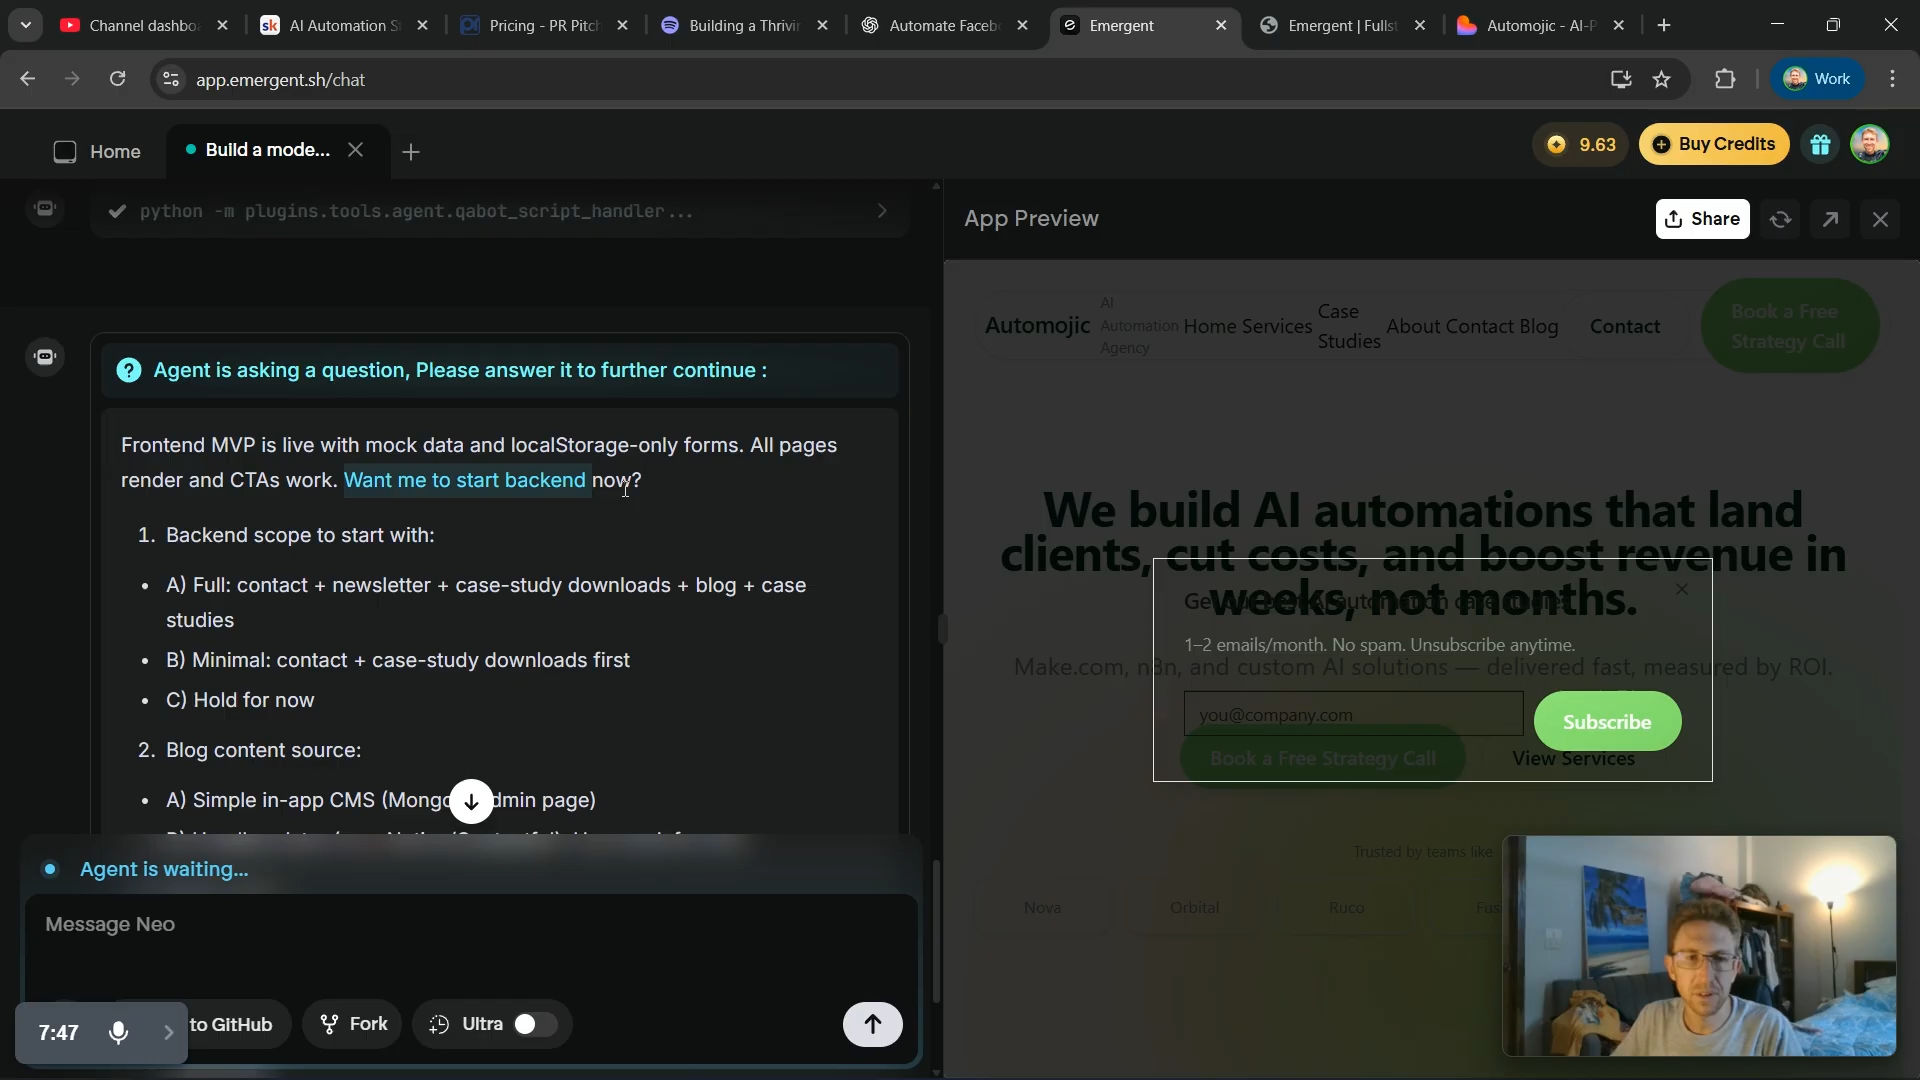 Channel dashbo
AI Automation S
Pricing - PR Pitch
Building a Thrivin
Automate Faceb
Emergent
Emergent | Fulls
Automojic - AI-P
app.emergent.sh/chat
Work
Home
Build a mode...
9.63
Buy Credits
python -m plugins.tools.agent.qabot_script_handler...
App Preview
Share
Agent is asking a question, Please answer it to further continue :
Frontend MVP is live with mock data and localStorage-only forms. All pages
render and CTAs work. Want me to start backend now?
1. Backend scope to start with:
• A) Full: contact + newsletter + case-study downloads + blog + case
studies
• B) Minimal: contact + case-study downloads first
• C) Hold for now
2. Blog content source:
• A) Simple in-app CMS (Mongo dmin page)
Agent is waiting...
Message Neo
7:47
to GitHub
Fork
Ultra
Automojic
AI
Automation
Agency
Home Services
Case
Studies
About Contact Blog
Contact
Book a Free
Strategy Call
We build AI automations that land
clients, cut costs, and boost revenue in
weeks, not months.
1–2 emails/month. No spam. Unsubscribe anytime.
Make.com, n8n, and custom AI solutions — delivered fast, measured by ROI.
you@company.com
Subscribe
Book a Free Strategy Call
View Services
Trusted by teams like
Nova
Orbital
Ruco
Fus